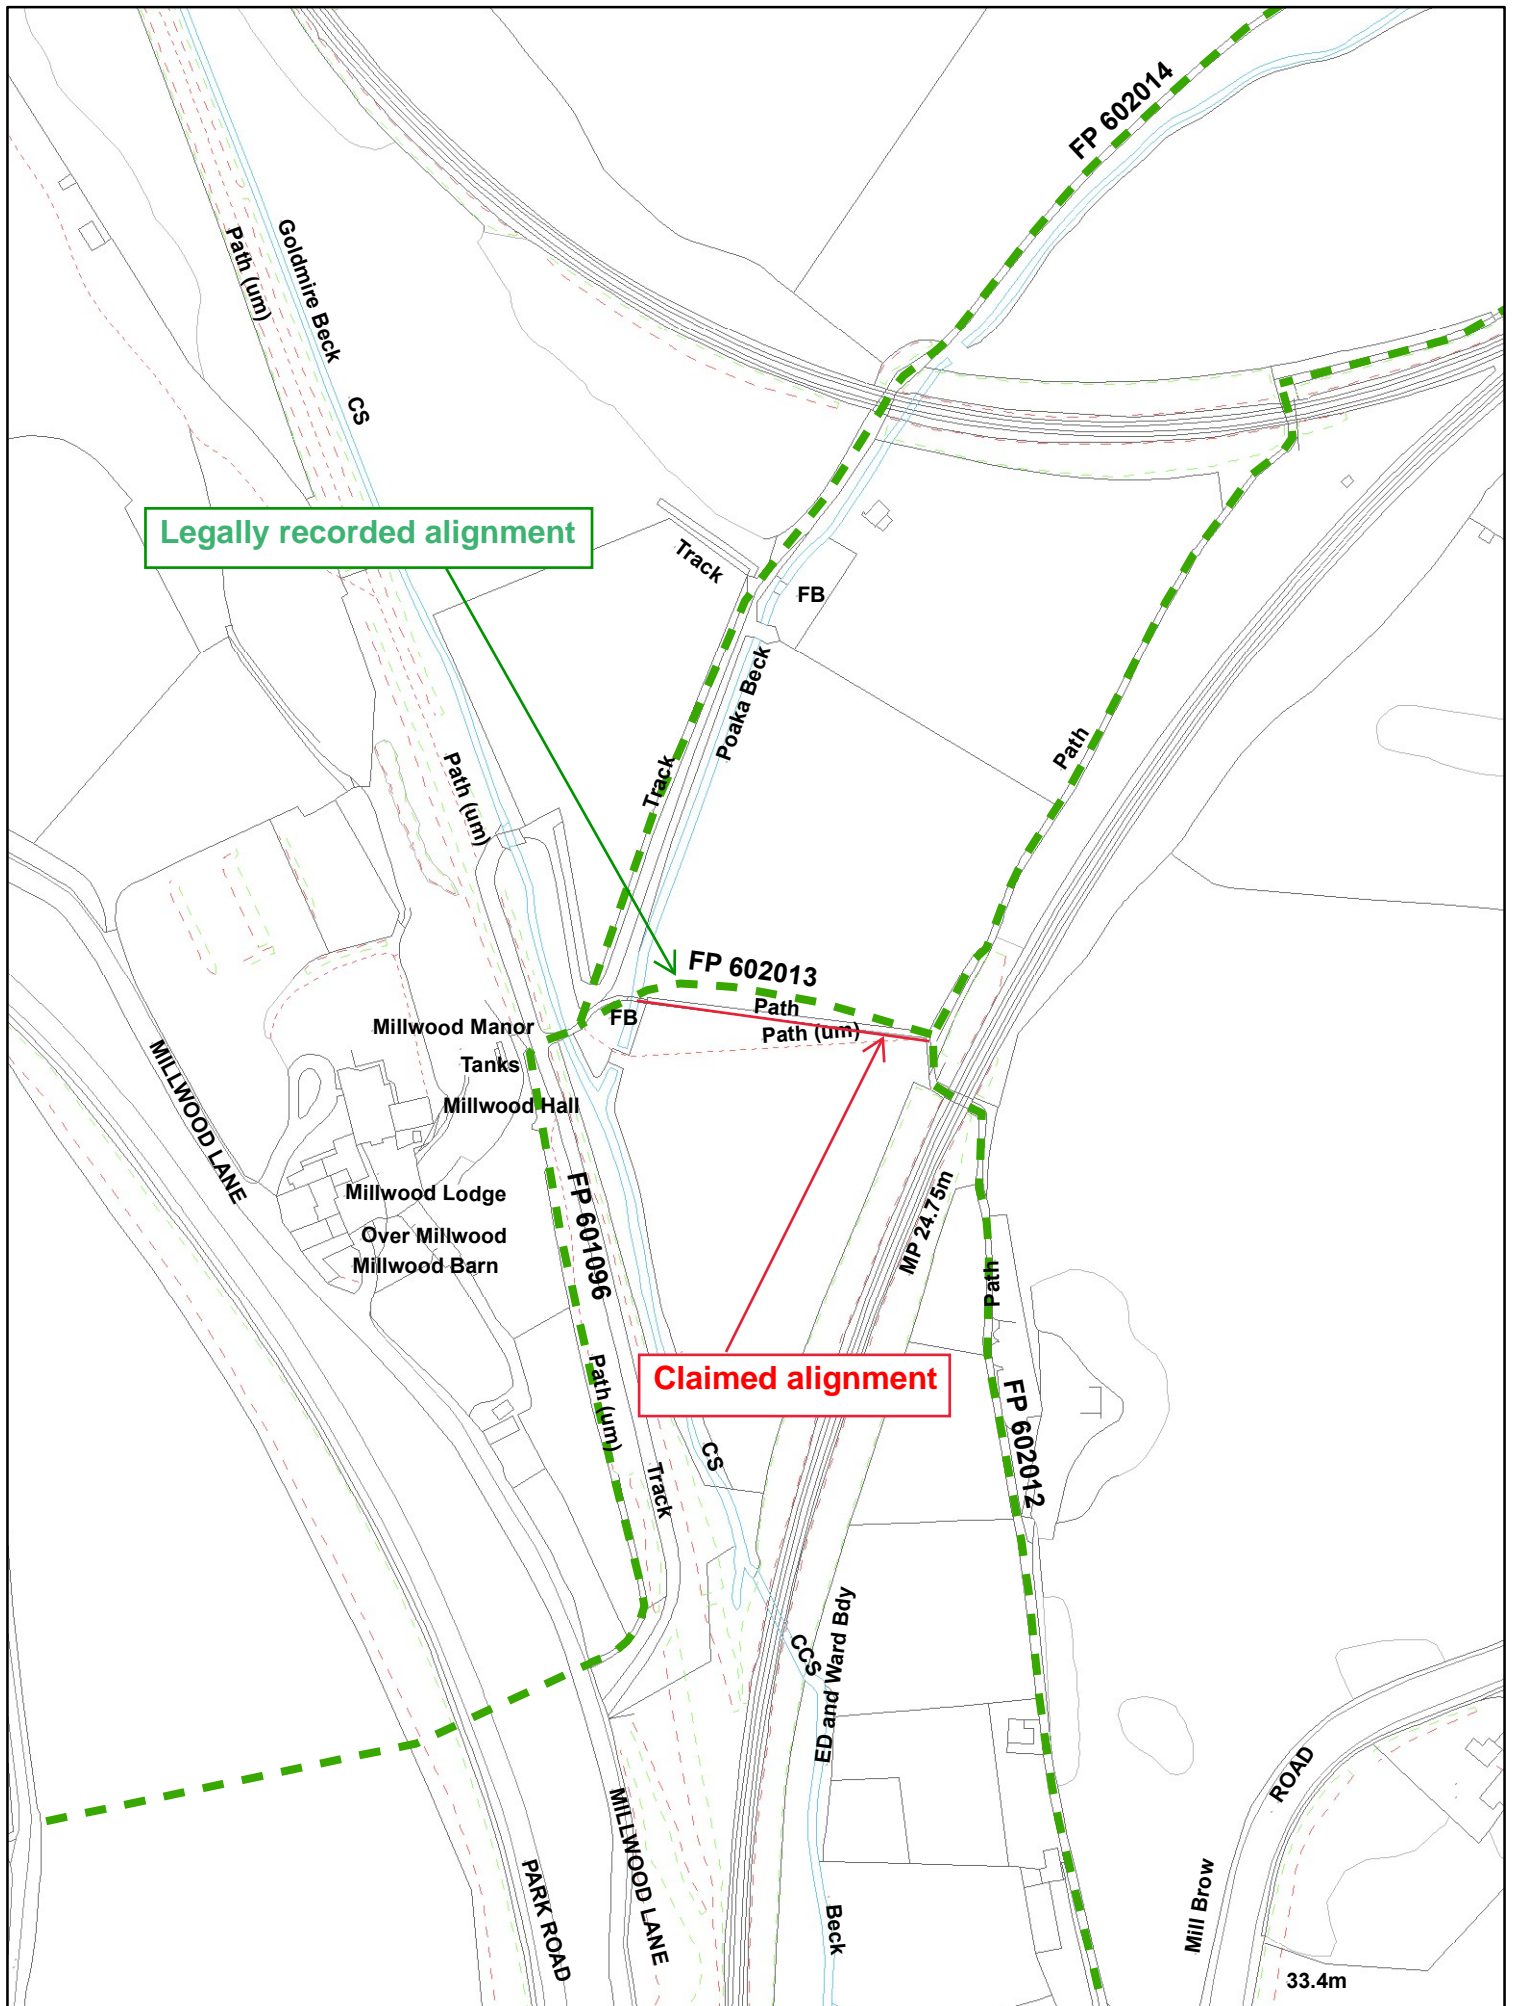 FP 602014
Path (um)
Goldmire Beck
CS
Legally recorded alignment
Track
FB
Poaka Beck
Path
Track
Path (um)
FP 602013
Path
FB
Path (um)
Millwood Manor
Tanks
Millwood Hall
MILLWOOD LANE
Millwood Lodge
Over Millwood
Millwood Barn
FP 601096
MP 24.75m
Path
Claimed alignment
Path (um)
FP 602012
CS
Track
CCS
ED and Ward Bdy
ROAD
MILLWOOD LANE
PARK ROAD
Beck
Mill Brow
33.4m